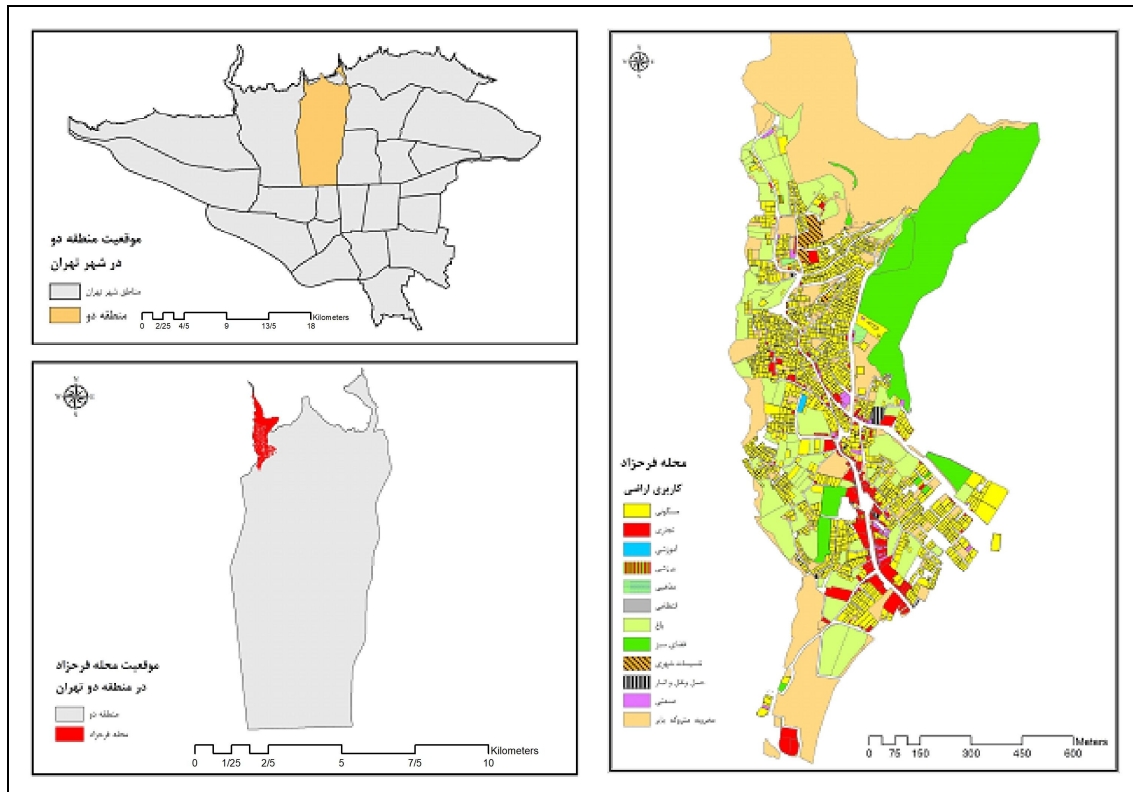 موقعیت منطقه دو
در شهر تهران
مناطق شهر تهران
منطقه دو
Kilometers
0 2/25 4/5 9 13/5 18
موقعیت محله فرحزاد
در منطقه دو تهران
منطقه دو
محله فرحزاد
Kilometers
0 1/25 2/5 5 7/5 10
محله فرحزاد
کاربری اراضی
مسکونی
تجاری
آموزشی
ورزشی
مذهبی
انتظامی
باغ
فضای سبز
تاسیسات شهری
حمل و نقل و انبار
صنعتی
مخروبه متروکه بایر
Meters
0 75 150 300 450 600